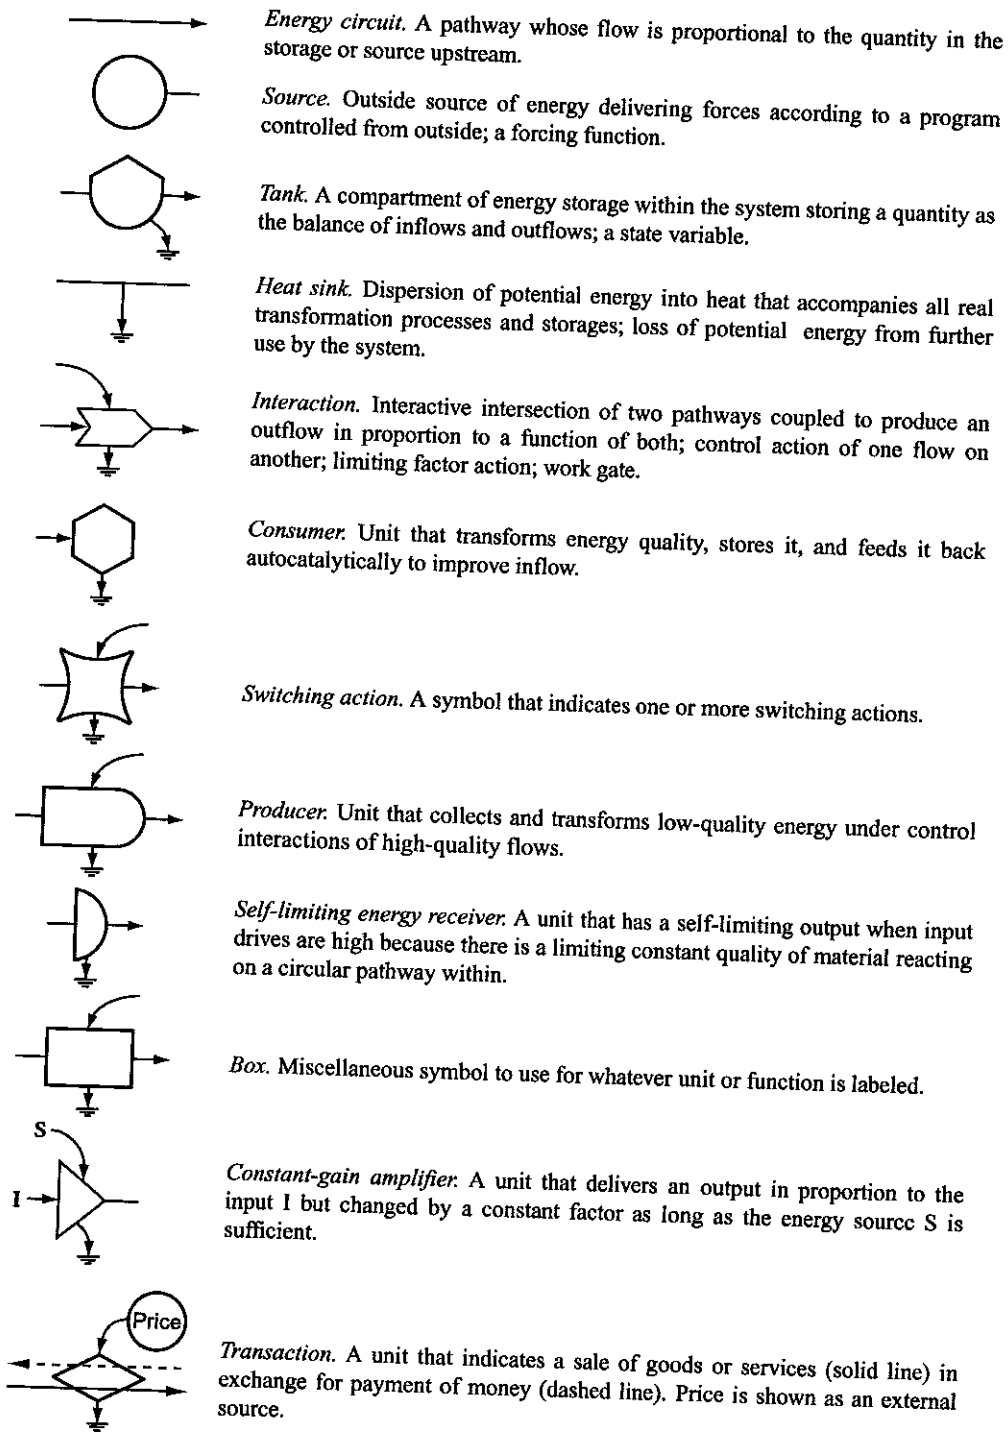 Energy circuit. A pathway whose flow is proportional to the quantity in the
storage or source upstream.
Source. Outside source of energy delivering forces according to a program
controlled from outside; a forcing function.
Tank. A compartment of energy storage within the system storing a quantity as
the balance of inflows and outflows; a state variable.
Heat sink. Dispersion of potential energy into heat that accompanies all real
transformation processes and storages; loss of potential energy from further
use by the system.
Interaction. Interactive intersection of two pathways coupled to produce an
outflow in proportion to a function of both; control action of one flow on
another; limiting factor action; work gate.
Consumer. Unit that transforms energy quality, stores it, and feeds it back
autocatalytically to improve inflow.
Switching action. A symbol that indicates one or more switching actions.
Producer. Unit that collects and transforms low-quality energy under control
interactions of high-quality flows.
Self-limiting energy receiver. A unit that has a self-limiting output when input
drives are high because there is a limiting constant quality of material reacting
on a circular pathway within.
Box. Miscellaneous symbol to use for whatever unit or function is labeled.
S
I
Constant-gain amplifier. A unit that delivers an output in proportion to the
input I but changed by a constant factor as long as the energy source S is
sufficient.
Price
Transaction. A unit that indicates a sale of goods or services (solid line) in
exchange for payment of money (dashed line). Price is shown as an external
source.